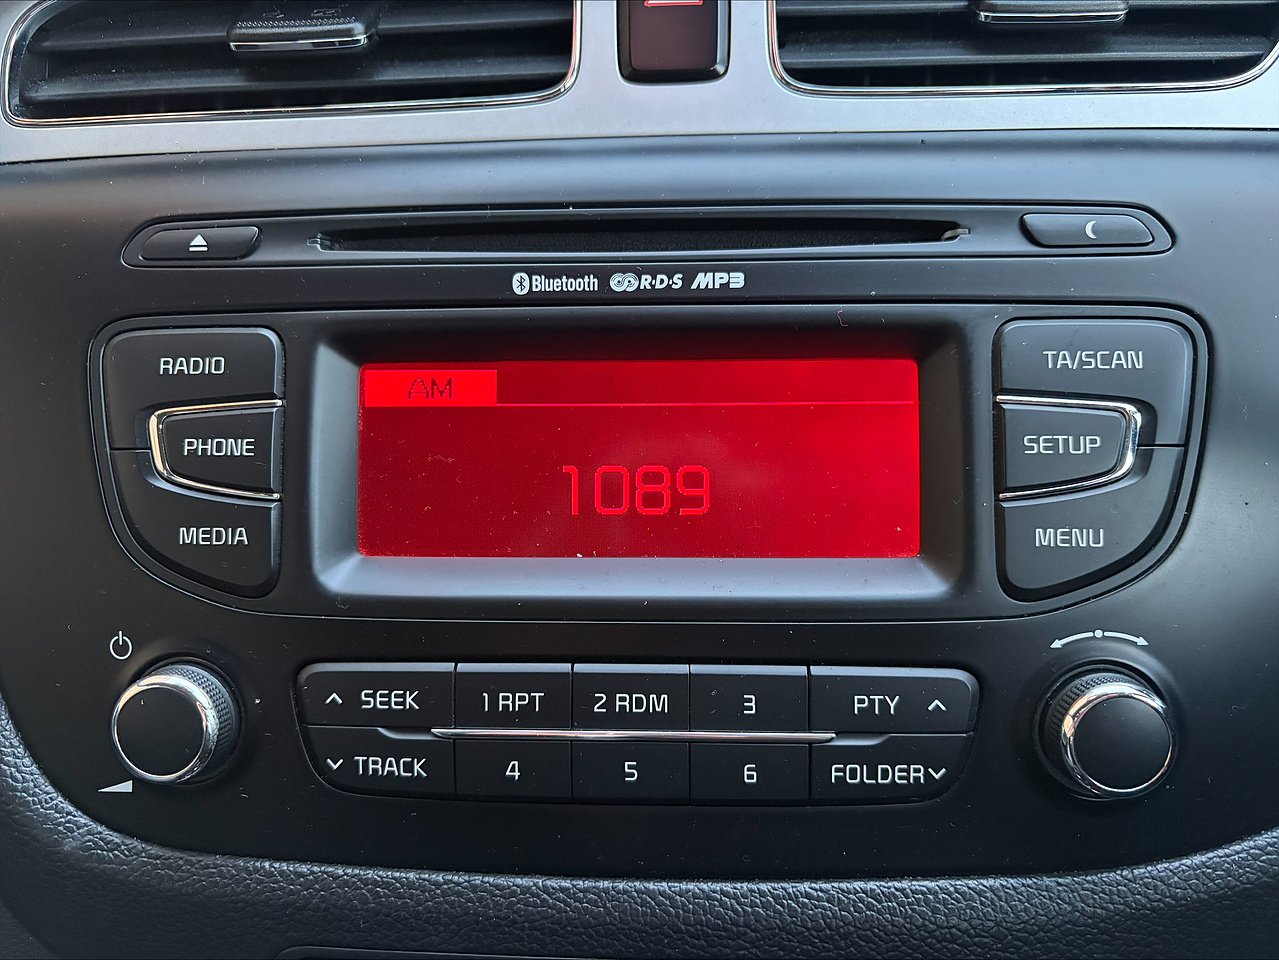 Bluetooth R·D·S MP3
RADIO
PHONE
MEDIA
AM
1089
TA/SCAN
SETUP
MENU
SEEK 1 RPT 2 RDM 3 PTY
TRACK 4 5 6 FOLDER